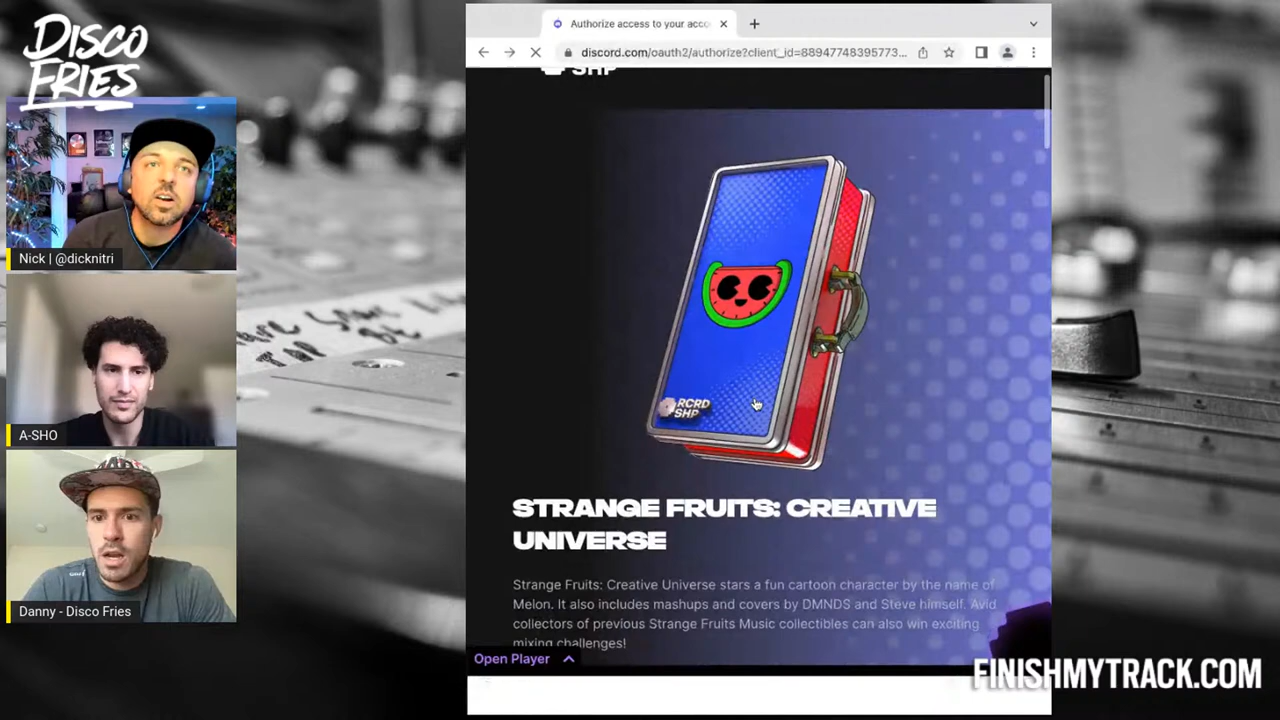 DISCO
FRIES
Nick | @dicknitri
A-SHO
Danny - Disco Fries
Authorize access to your acco
discord.com/oauth2/authorize?client_id=88947748395773...
SHP
RCRD
SHP
STRANGE FRUITS: CREATIVE
UNIVERSE
Strange Fruits: Creative Universe stars a fun cartoon character by the name of
Melon. It also includes mashups and covers by DMNDS and Steve himself. Avid
collectors of previous Strange Fruits Music collectibles can also win exciting
mixing challenges!
Open Player
FINISHMYTRACK.COM